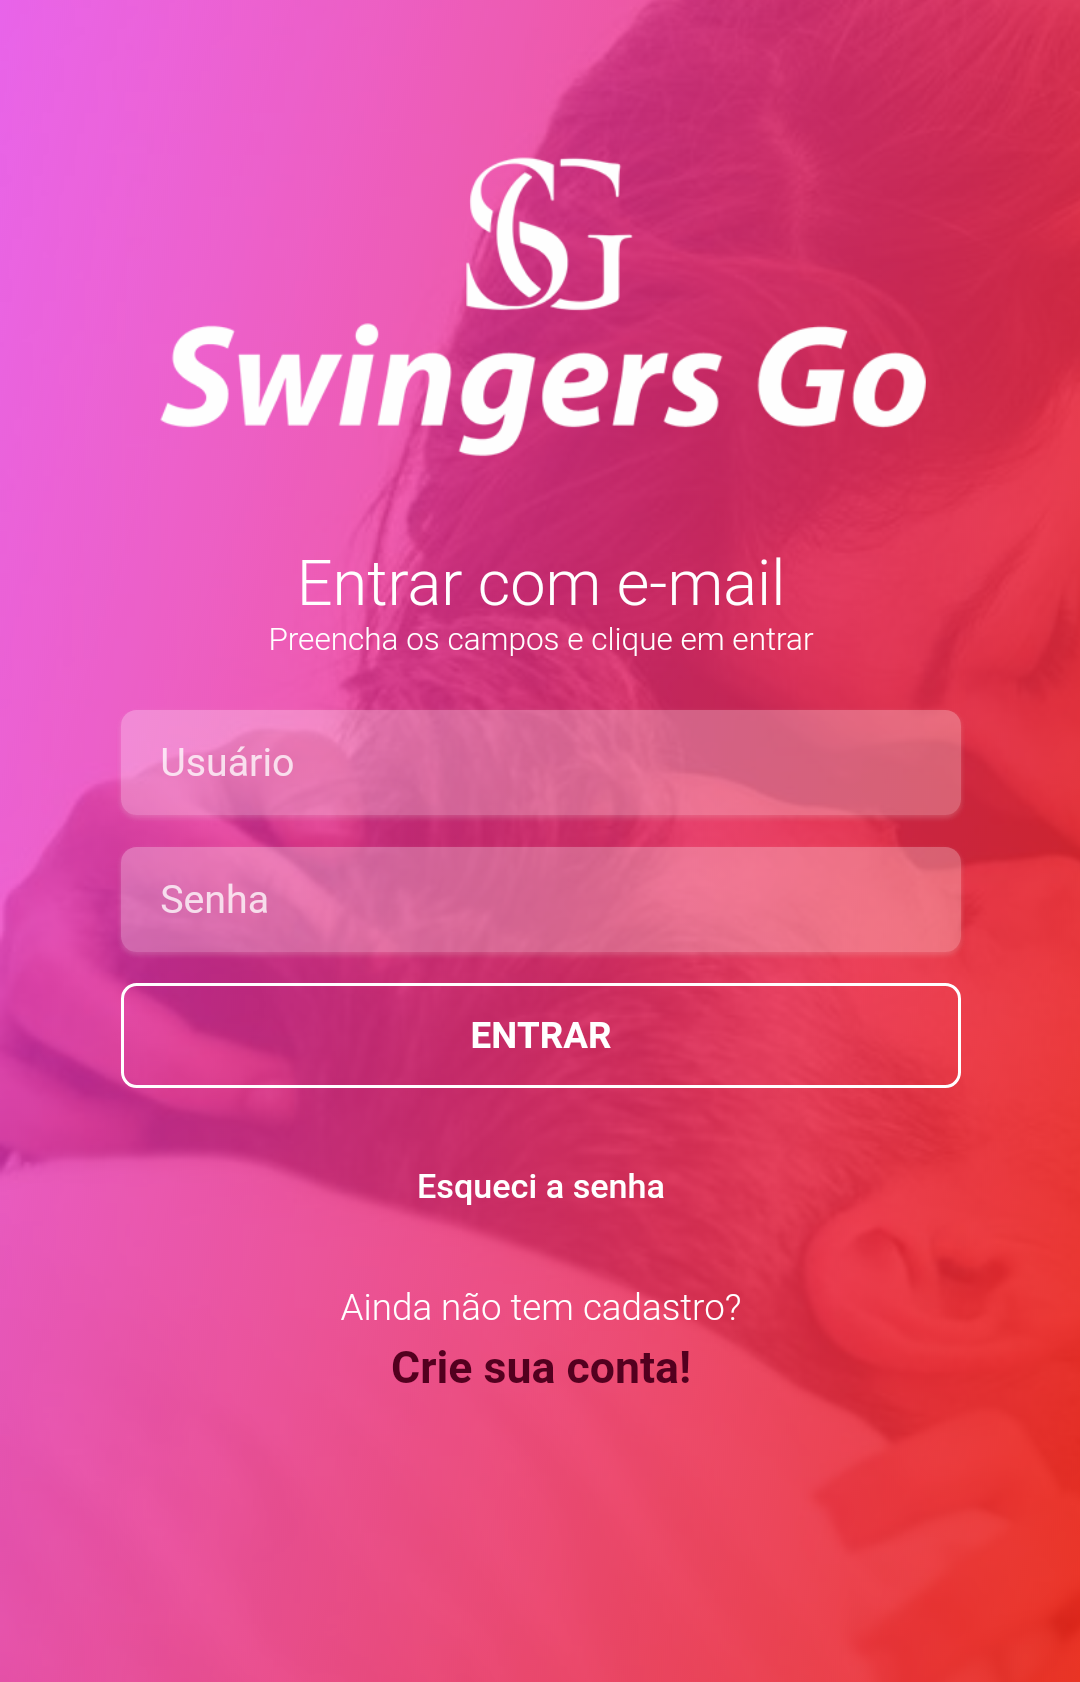 SG
Swingers Go
Entrar com e-mail
Preencha os campos e clique em entrar
Usuário
Senha
ENTRAR
Esqueci a senha
Ainda não tem cadastro?
Crie sua conta!